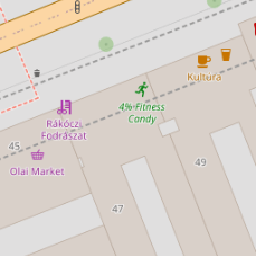 Kultúra
4% Fitness
Candy
Rákóczi
Fodrászat
45
Olai Market
49
47